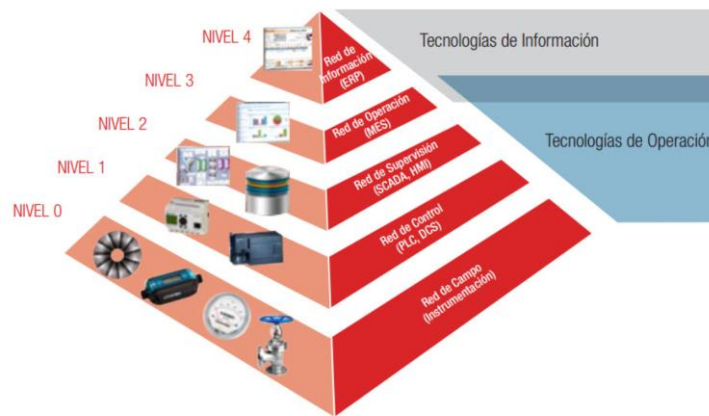 NIVEL 4
Red de
Información
(ERP)
Tecnologías de Información
NIVEL 3
Red de Operación
(MES)
Tecnologías de Operación
NIVEL 2
Red de Supervisión
(SCADA, HMI)
NIVEL 1
Red de Control
(PLC, DCS)
NIVEL 0
Red de Campo
(Instrumentación)